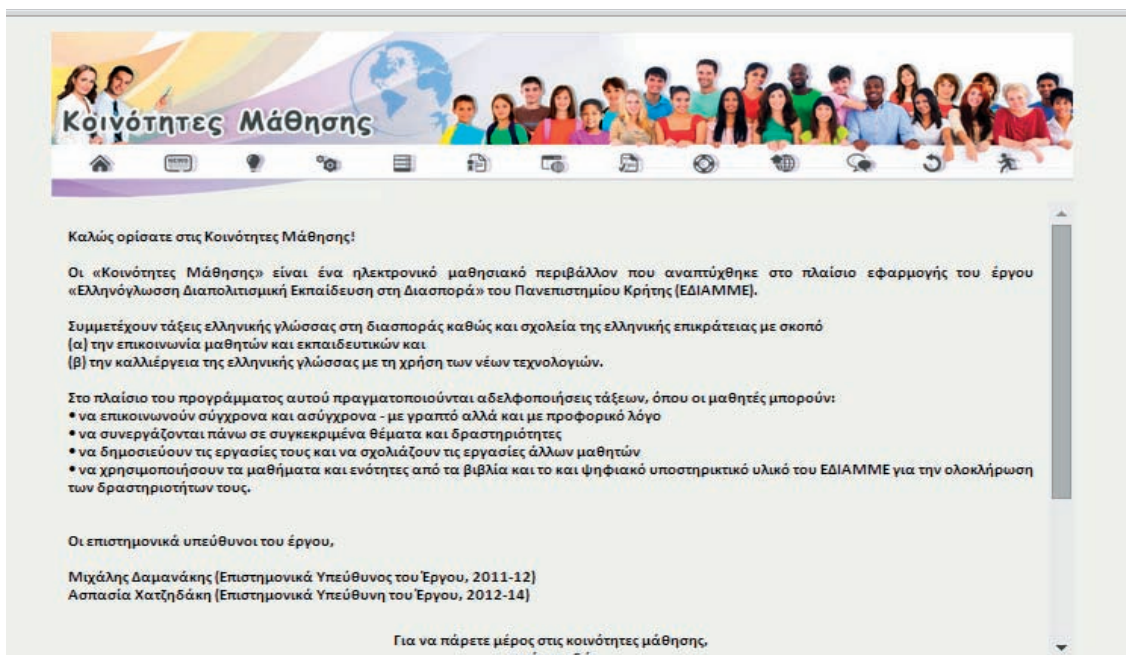 Κοινότητες Μάθησης
NEWS
Καλώς ορίσατε στις Κοινότητες Μάθησης!
Οι «Κοινότητες Μάθησης» είναι ένα ηλεκτρονικό μαθησιακό περιβάλλον που αναπτύχθηκε στο πλαίσιο εφαρμογής του έργου
«Ελληνόγλωσση Διαπολιτισμική Εκπαίδευση στη Διασπορά» του Πανεπιστημίου Κρήτης (ΕΔΙΑΜΜΕ).
Συμμετέχουν τάξεις ελληνικής γλώσσας στη διασποράς καθώς και σχολεία της ελληνικής επικράτειας με σκοπό
(α) την επικοινωνία μαθητών και εκπαιδευτικών και
(β) την καλλιέργεια της ελληνικής γλώσσας με τη χρήση των νέων τεχνολογιών.
Στο πλαίσιο του προγράμματος αυτού πραγματοποιούνται αδελφοποιήσεις τάξεων, όπου οι μαθητές μπορούν:
• να επικοινωνούν σύγχρονα και ασύγχρονα - με γραπτό αλλά και με προφορικό λόγο
• να συνεργάζονται πάνω σε συγκεκριμένα θέματα και δραστηριότητες
• να δημοσιεύουν τις εργασίες τους και να σχολιάζουν τις εργασίες άλλων μαθητών
• να χρησιμοποιήσουν τα μαθήματα και ενότητες από τα βιβλία και το και ψηφιακό υποστηρικτικό υλικό του ΕΔΙΑΜΜΕ για την ολοκλήρωση
των δραστηριοτήτων τους.
Οι επιστημονικά υπεύθυνοι του έργου,
Μιχάλης Δαμανάκης (Επιστημονικά Υπεύθυνος του Έργου, 2011-12)
Ασπασία Χατζηδάκη (Επιστημονικά Υπεύθυνη του Έργου, 2012-14)
Για να πάρετε μέρος στις κοινότητες μάθησης,